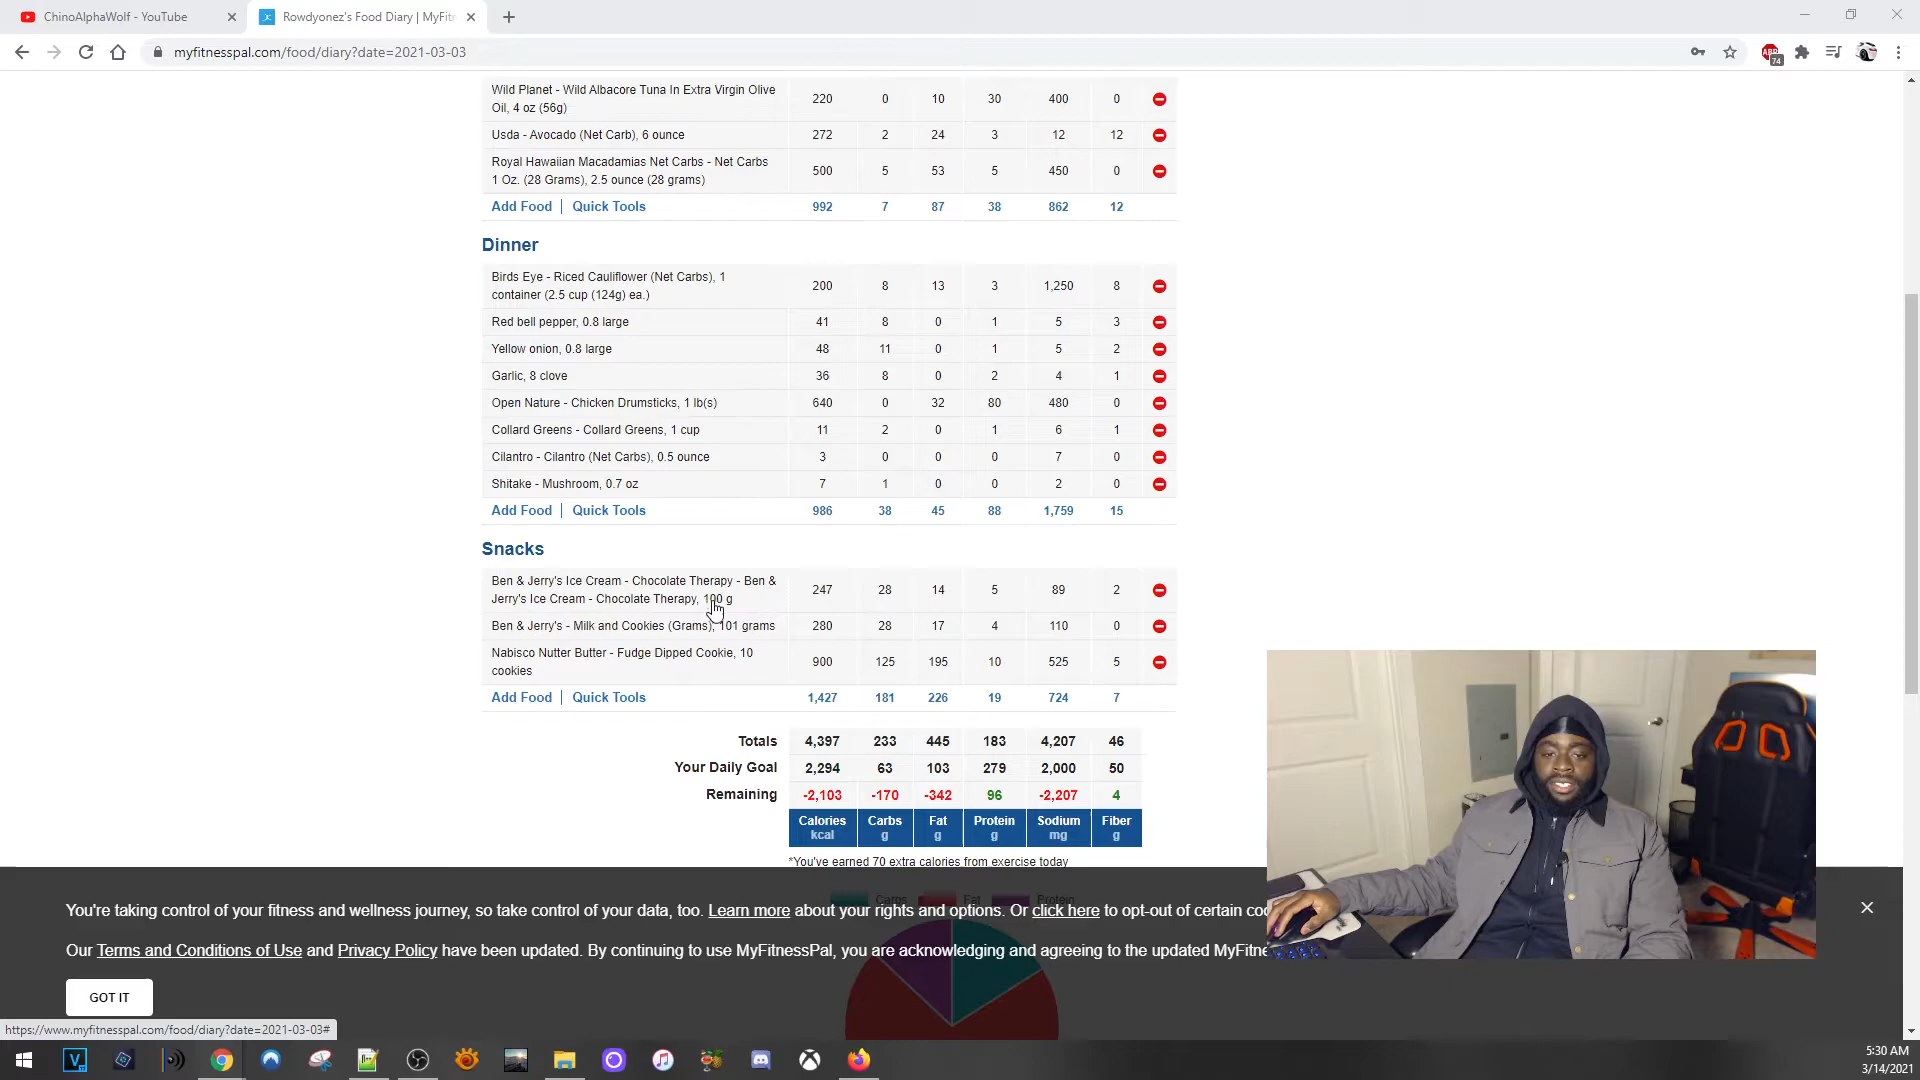 ChinoAlphaWolf - YouTube
Rowdyonez's Food Diary | MyFitn
myfitnesspal.com/food/diary?date=2021-03-03
74
Wild Planet - Wild Albacore Tuna In Extra Virgin Olive
Oil, 4 oz (56g) 220 0 10 30 400 0
Usda - Avocado (Net Carb), 6 ounce 272 2 24 3 12 12
Royal Hawaiian Macadamias Net Carbs - Net Carbs
1 Oz. (28 Grams), 2.5 ounce (28 grams) 500 5 53 5 450 0
Add Food | Quick Tools 992 7 87 38 862 12
Dinner
Birds Eye - Riced Cauliflower (Net Carbs), 1
container (2.5 cup (124g) ea.) 200 8 13 3 1,250 8
Red bell pepper, 0.8 large 41 8 0 1 5 3
Yellow onion, 0.8 large 48 11 0 1 5 2
Garlic, 8 clove 36 8 0 2 4 1
Open Nature - Chicken Drumsticks, 1 lb(s) 640 0 32 80 480 0
Collard Greens - Collard Greens, 1 cup 11 2 0 1 6 1
Cilantro - Cilantro (Net Carbs), 0.5 ounce 3 0 0 0 7 0
Shitake - Mushroom, 0.7 oz 7 1 0 0 2 0
Add Food | Quick Tools 986 38 45 88 1,759 15
Snacks
Ben & Jerry's Ice Cream - Chocolate Therapy - Ben &
Jerry's Ice Cream - Chocolate Therapy, 100 g 247 28 14 5 89 2
Ben & Jerry's - Milk and Cookies (Grams), 101 grams 280 28 17 4 110 0
Nabisco Nutter Butter - Fudge Dipped Cookie, 10
cookies 900 125 195 10 525 5
Add Food | Quick Tools 1,427 181 226 19 724 7
Totals 4,397 233 445 183 4,207 46
Your Daily Goal 2,294 63 103 279 2,000 50
Remaining -2,103 -170 -342 96 -2,207 4
Calories Carbs Fat Protein Sodium Fiber
kcal g g g mg g
*You've earned 70 extra calories from exercise today
Carbs Fat Protein
You're taking control of your fitness and wellness journey, so take control of your data, too. Learn more about your rights and options. Or click here to opt-out of certain coo
Our Terms and Conditions of Use and Privacy Policy have been updated. By continuing to use MyFitnessPal, you are acknowledging and agreeing to the updated MyFitne
GOT IT
https://www.myfitnesspal.com/food/diary?date=2021-03-03#
5:30 AM
3/14/2021